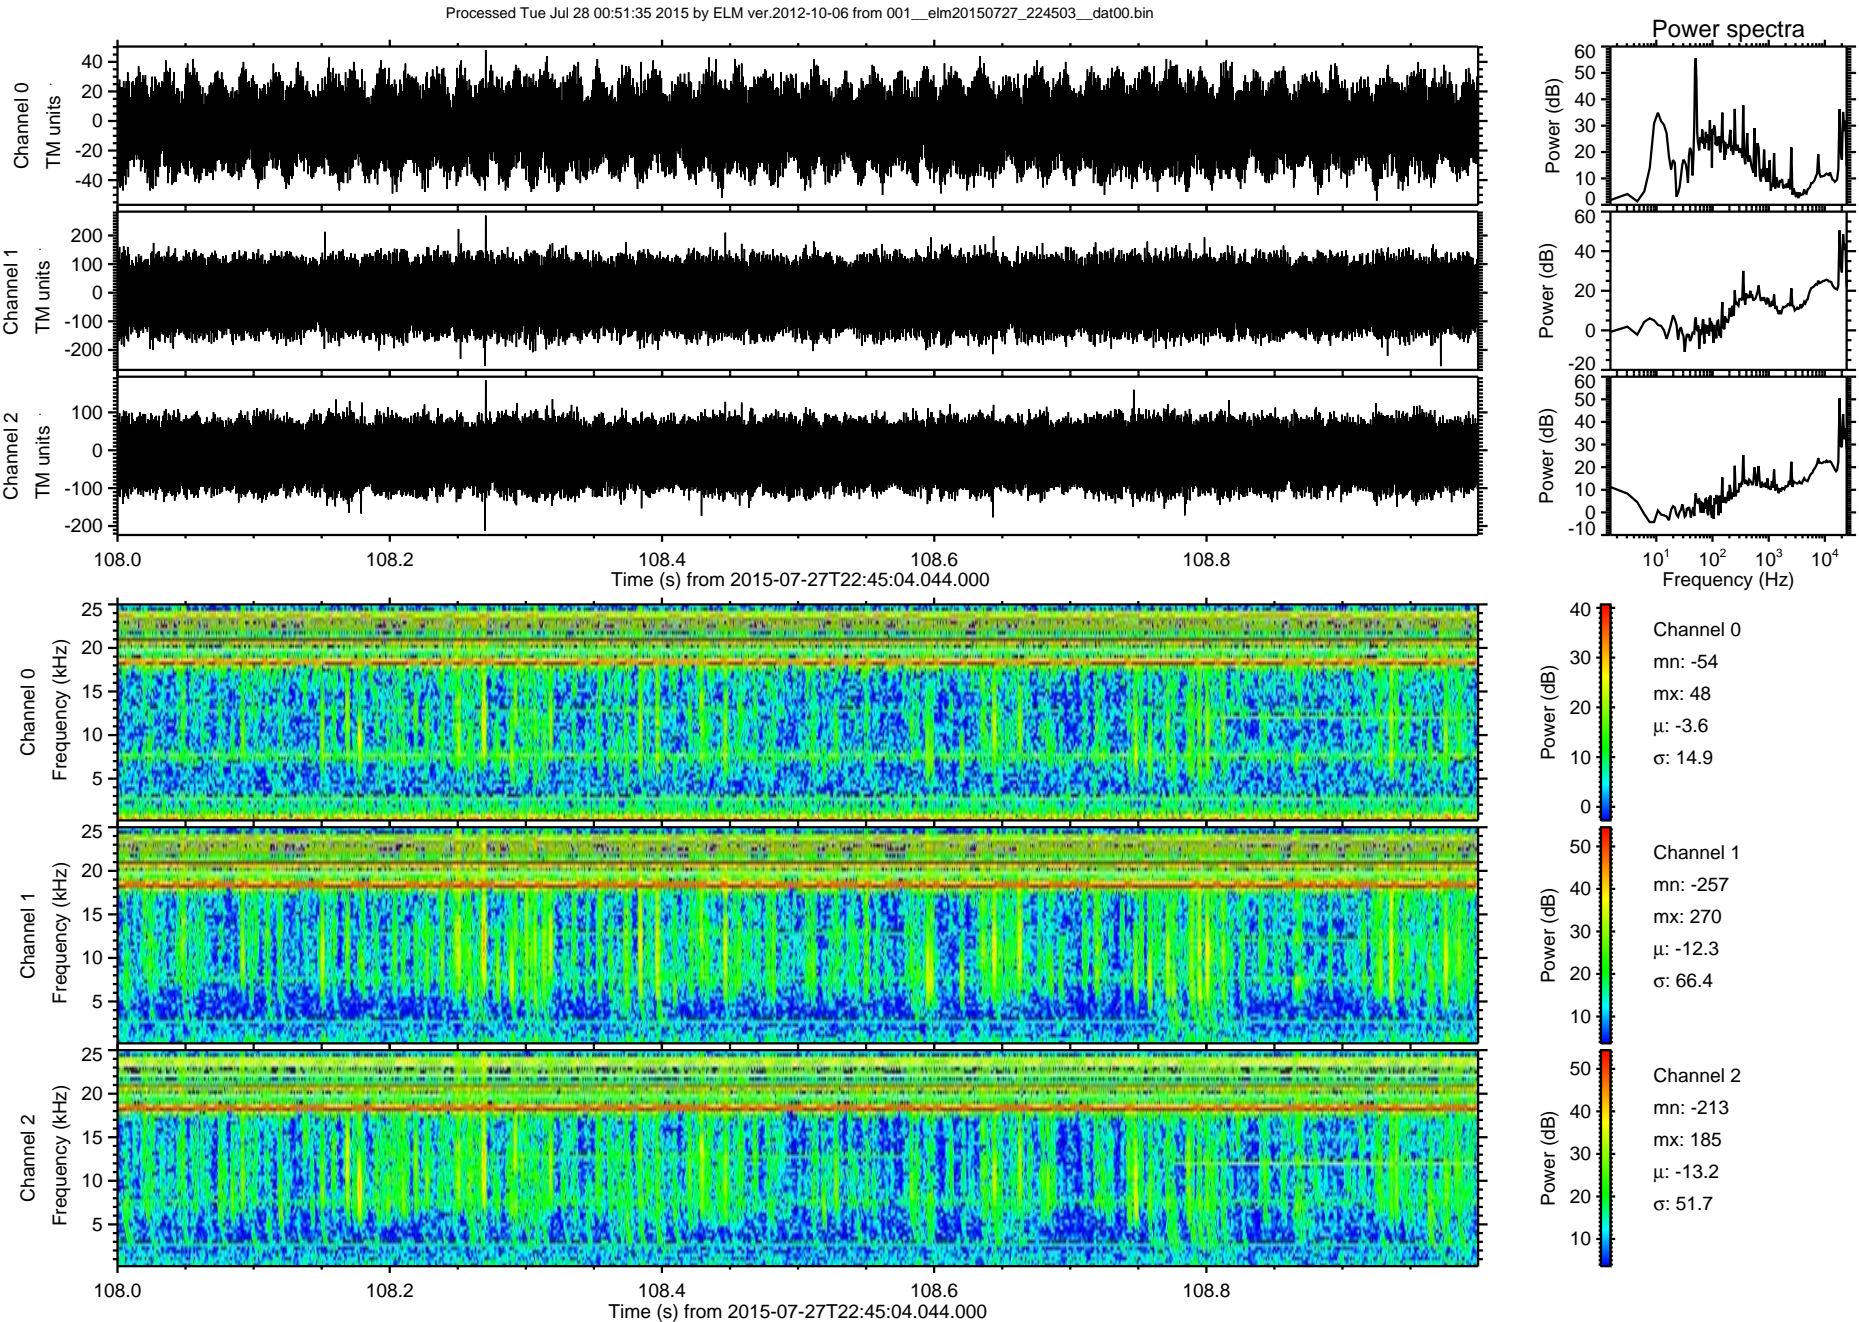 Processed Tue Jul 28 00:51:35 2015 by ELM ver.2012-10-06 from 001__elm20150727_224503__dat00.bin
Power spectra
Channel 0
TM units
40
20
0
-20
-40
Power (dB)
60
50
40
30
20
10
0
Channel 1
TM units
200
100
0
-100
-200
Power (dB)
60
40
20
0
-20
Channel 2
TM units
100
0
-100
-200
Power (dB)
60
50
40
30
20
10
0
-10
108.0 108.2 108.4 108.6 108.8
Time (s) from 2015-07-27T22:45:04.044.000
10^1 10^2 10^3 10^4
Frequency (Hz)
Channel 0
Frequency (kHz)
25
20
15
10
5
Power (dB)
40
30
20
10
0
Channel 0
mn: -54
mx: 48
μ: -3.6
σ: 14.9
Channel 1
Frequency (kHz)
25
20
15
10
5
Power (dB)
50
40
30
20
10
Channel 1
mn: -257
mx: 270
μ: -12.3
σ: 66.4
Channel 2
Frequency (kHz)
25
20
15
10
5
Power (dB)
50
40
30
20
10
Channel 2
mn: -213
mx: 185
μ: -13.2
σ: 51.7
108.0 108.2 108.4 108.6 108.8
Time (s) from 2015-07-27T22:45:04.044.000